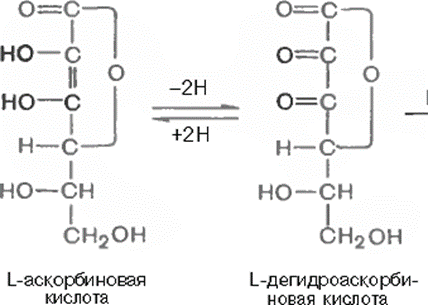 O=C
HO–C
HO–C
H–C
HO–CH
CH₂OH
O
–2H
+2H
O=C
O=C
O=C
H–C
HO–CH
CH₂OH
O
L-аскорбиновая
кислота
L-дегидроаскорби-
новая кислота